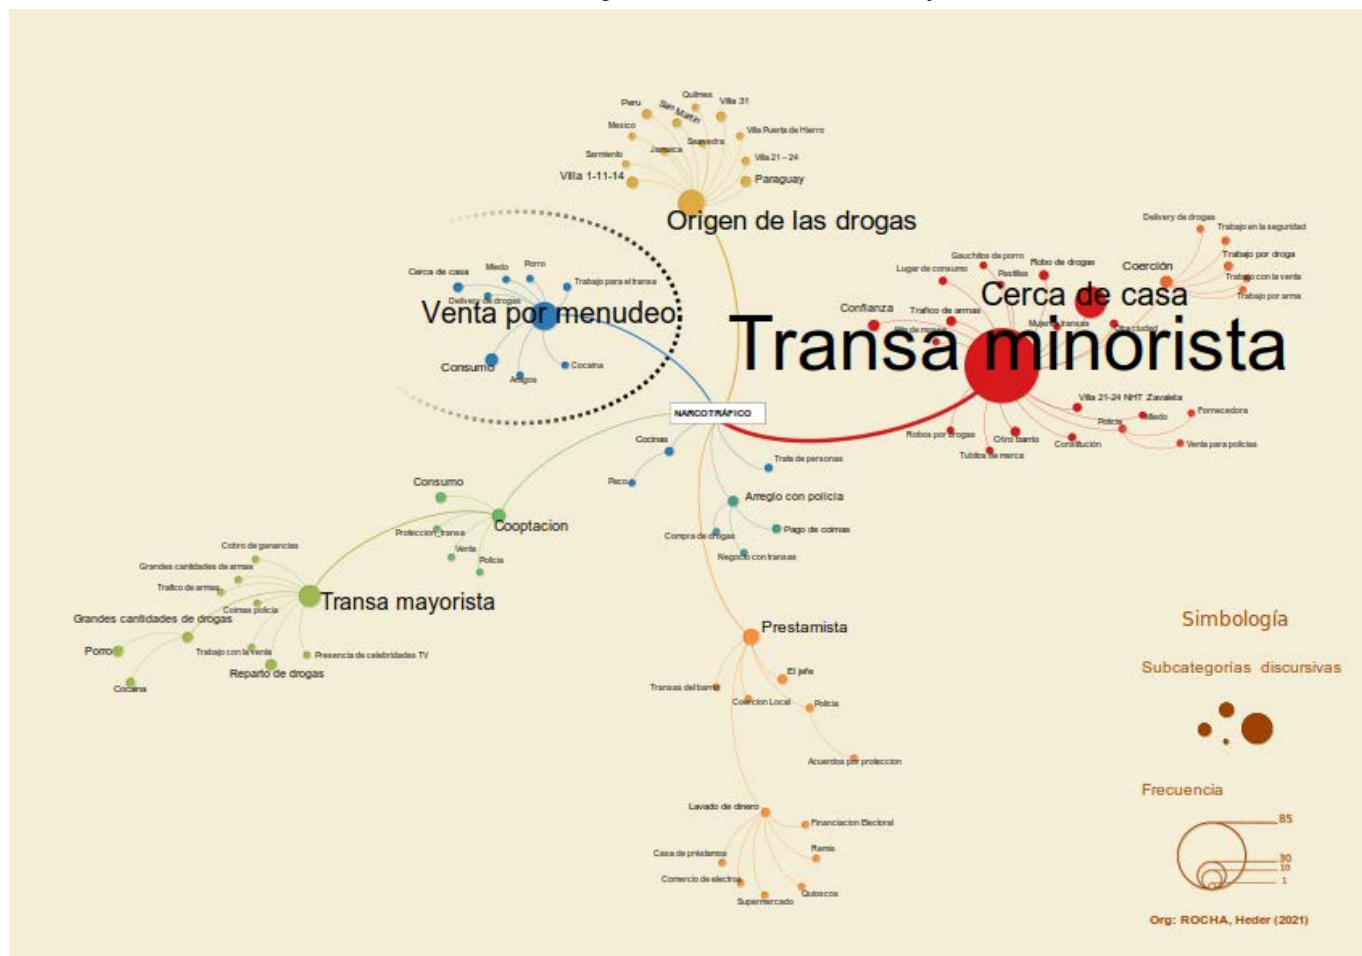 Quilmes
Peru
San Martin
Villa 31
Mexico
Villa Puerta de Hierro
Jamaica
Saavedra
Sarmiento
Villa 21 – 24
Villa 1-11-14
Paraguay
Origen de las drogas
Cerca de casa
Miedo
Porro
Trabajo para el transa
Delivery de drogas
Venta por menudeo
Consumo
Amigos
Cocaina
Delivery de drogas
Trabajo en la seguridad
Coerción
Trabajo por droga
Trabajo con la venta
Trabajo por arma
Gauchitos de porro
Robo de drogas
Lugar de consumo
Pastillas
Cerca de casa
Confianza
Trafico de armas
Mujeres transas
Otra ciudad
Transa minorista
Villa 21-24 NHT Zavaleta
Miedo
Fornecedora
Policia
Robos por drogas
Otro barrio
Constitución
Venta para policias
Tubitos de merca
NARCOTRÁFICO
Cocinas
Paco
Trata de personas
Arreglo con policia
Pago de coimas
Compra de drogas
Negocio con transas
Consumo
Cooptacion
Proteccion transa
Venta
Policia
Cobro de ganancias
Grandes cantidades de armas
Trafico de armas
Coimas policia
Transa mayorista
Grandes cantidades de drogas
Porro
Trabajo con la venta
Presencia de celebridades TV
Reparto de drogas
Cocaina
Prestamista
El jefe
Transas del barrio
Coercion Local
Policia
Acuerdos por proteccion
Lavado de dinero
Financiacion Electoral
Casa de préstamos
Remis
Comercio de electros
Quioscos
Supermercado
Simbología
Subcategorías discursivas
Frecuencia
85
30
10
1
Org: ROCHA, Heder (2021)